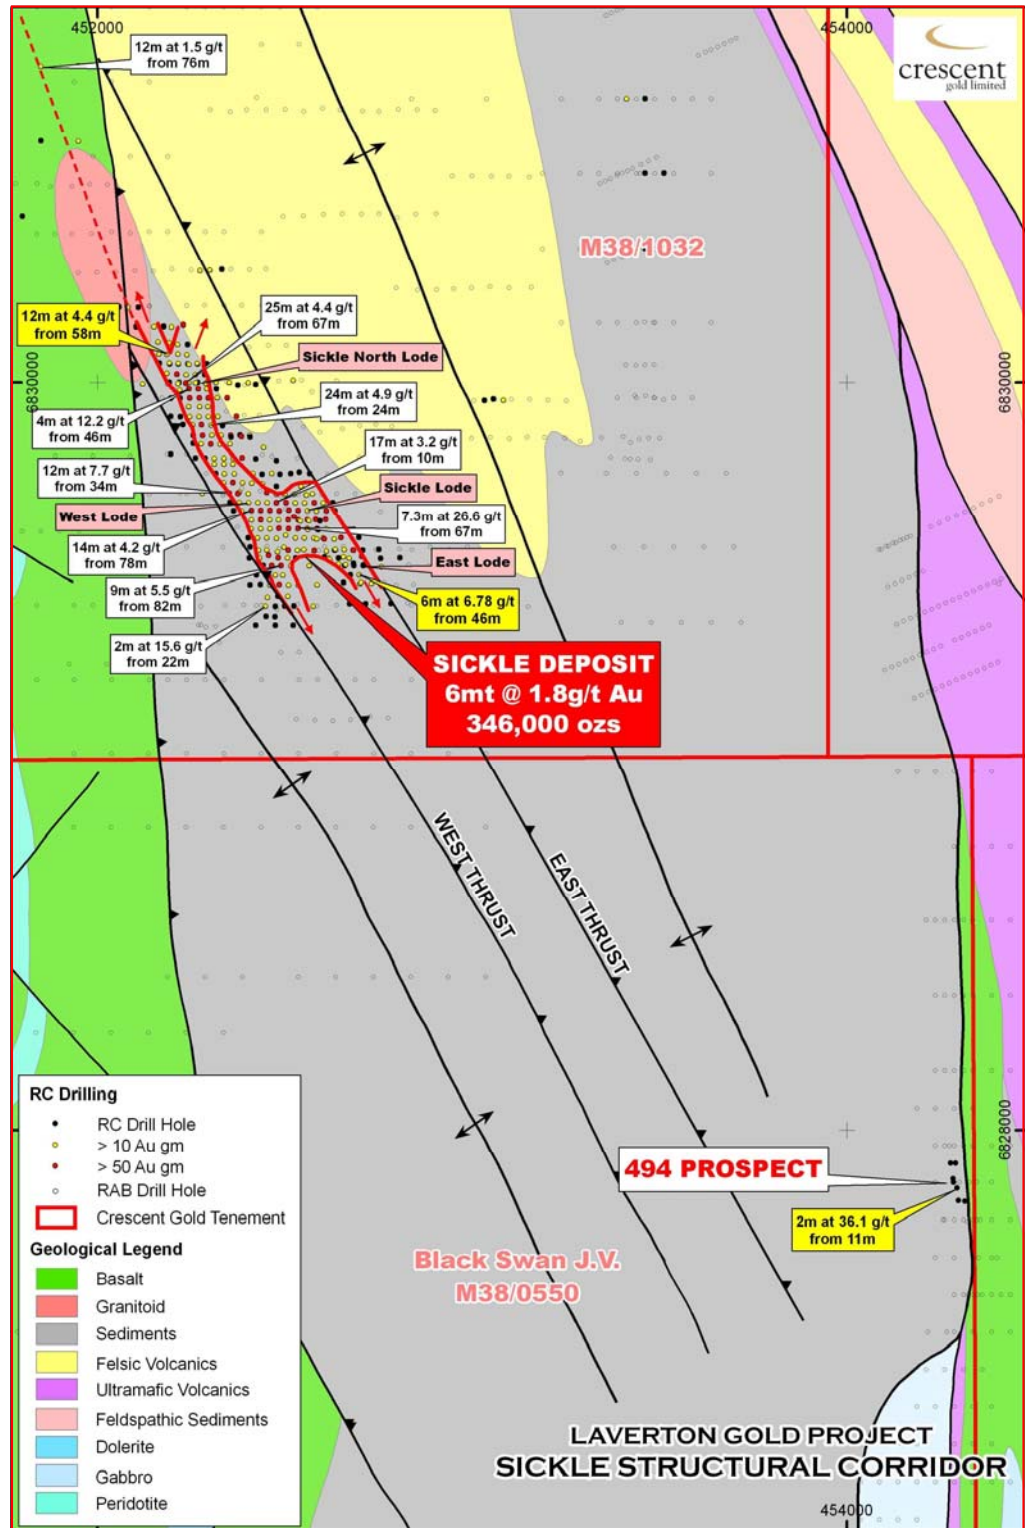 452000
454000
crescent
gold limited
12m at 1.5 g/t
from 76m
M38/1032
12m at 4.4 g/t
from 58m
25m at 4.4 g/t
from 67m
Sickle North Lode
6830000
6830000
24m at 4.9 g/t
from 24m
4m at 12.2 g/t
from 46m
17m at 3.2 g/t
from 10m
12m at 7.7 g/t
from 34m
Sickle Lode
West Lode
7.3m at 26.6 g/t
from 67m
14m at 4.2 g/t
from 78m
East Lode
9m at 5.5 g/t
from 82m
6m at 6.78 g/t
from 46m
2m at 15.6 g/t
from 22m
SICKLE DEPOSIT
6mt @ 1.8g/t Au
346,000 ozs
WEST THRUST
EAST THRUST
RC Drilling
RC Drill Hole
> 10 Au gm
> 50 Au gm
RAB Drill Hole
Crescent Gold Tenement
Geological Legend
Basalt
Granitoid
Sediments
Felsic Volcanics
Ultramafic Volcanics
Feldspathic Sediments
Dolerite
Gabbro
Peridotite
6828000
494 PROSPECT
2m at 36.1 g/t
from 11m
Black Swan J.V.
M38/0550
LAVERTON GOLD PROJECT
SICKLE STRUCTURAL CORRIDOR
454000